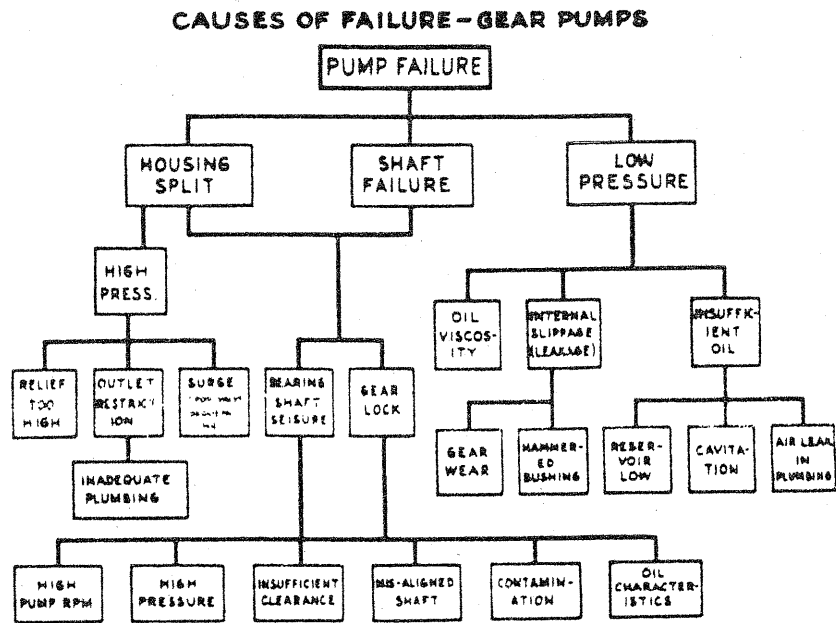 CAUSES OF FAILURE-GEAR PUMPS
PUMP FAILURE
HOUSING
SPLIT
SHAFT
FAILURE
LOW
PRESSURE
HIGH
PRESS.
OIL
VISCOS-
ITY
INTERNAL
SLIPPAGE
(LEAKAGE)
INSUFFIC-
IENT
OIL
RELIEF
TOO
HIGH
OUTLET
RESTRICT
ION
SURGE
BEARING
SHAFT
SEISURE
GEAR
LOCK
GEAR
WEAR
HAMMER-
ED
BUSHING
RESER-
VOIR
LOW
CAVITA-
TION
AIR LEAK
IN
PLUMBING
INADEQUATE
PLUMBING
HIGH
PUMP RPM
HIGH
PRESSURE
INSUFFICIENT
CLEARANCE
MIS-ALIGNED
SHAFT
CONTAMIN-
ATION
OIL
CHARACTER-
ISTICS